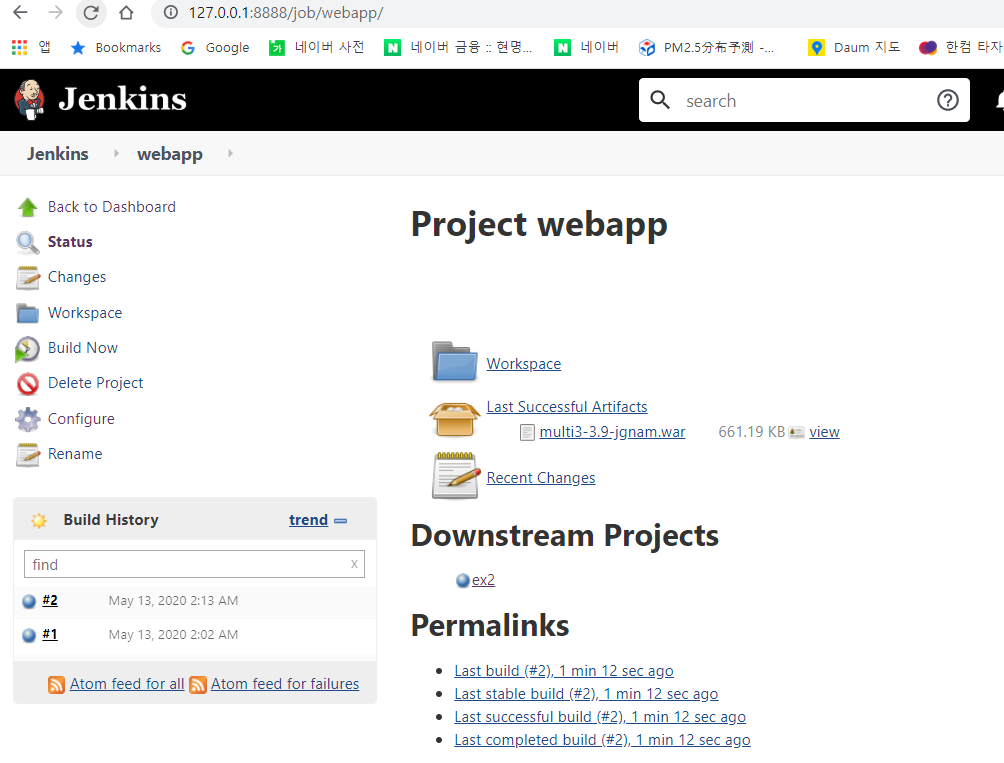 127.0.0.1:8888/job/webapp/
앱 Bookmarks Google 네이버 사전 네이버 금융 :: 현명... 네이버 PM2.5分布予測 -... Daum 지도 한컴 타자
Jenkins search
Jenkins webapp
Back to Dashboard
Status
Changes
Workspace
Build Now
Delete Project
Configure
Rename
Build History trend
find x
#2 May 13, 2020 2:13 AM
#1 May 13, 2020 2:02 AM
Atom feed for all Atom feed for failures
Project webapp
Workspace
Last Successful Artifacts
multi3-3.9-jgnam.war 661.19 KB view
Recent Changes
Downstream Projects
ex2
Permalinks
Last build (#2), 1 min 12 sec ago
Last stable build (#2), 1 min 12 sec ago
Last successful build (#2), 1 min 12 sec ago
Last completed build (#2), 1 min 12 sec ago